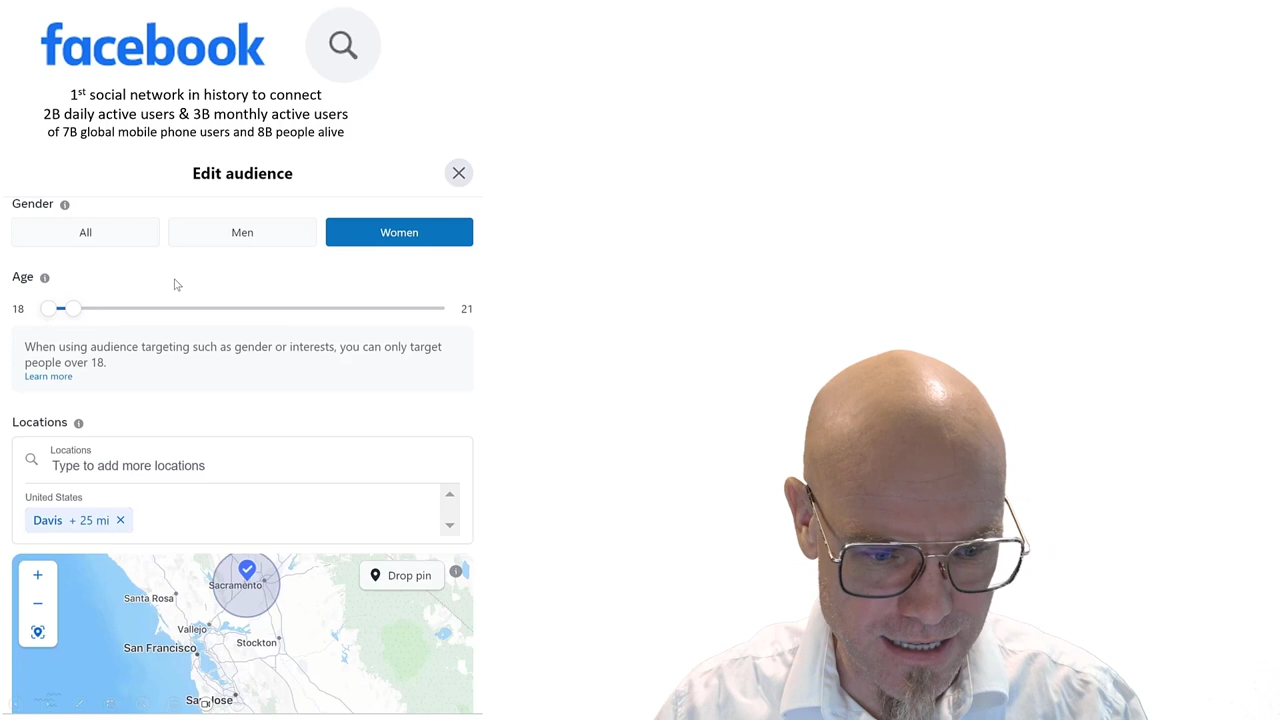 facebook
1st social network in history to connect
2B daily active users & 3B monthly active users
of 7B global mobile phone users and 8B people alive
Edit audience
Gender
All
Men
Women
Age
18
21
When using audience targeting such as gender or interests, you can only target
people over 18.
Learn more
Locations
Locations
Type to add more locations
United States
Davis + 25 mi
Drop pin
Sacramento
Santa Rosa
Vallejo
Stockton
San Francisco
San Jose